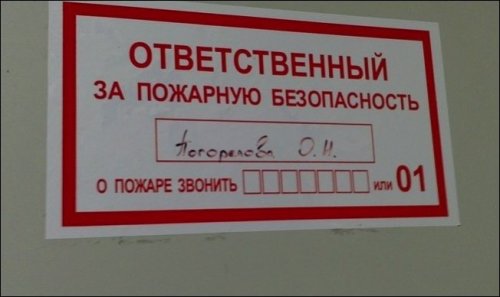 ОТВЕТСТВЕННЫЙ
ЗА ПОЖАРНУЮ БЕЗОПАСНОСТЬ
Погорелова О.Н.
О ПОЖАРЕ ЗВОНИТЬ или 01